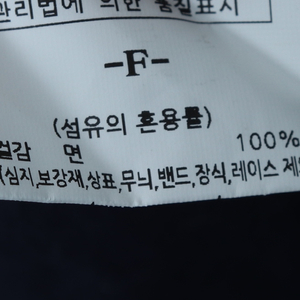 관리법에 의한 품질표시
-F-
(섬유의 혼용률)
겉감 면 100%
(심지,보강재,상표,무늬,밴드,장식,레이스 제외